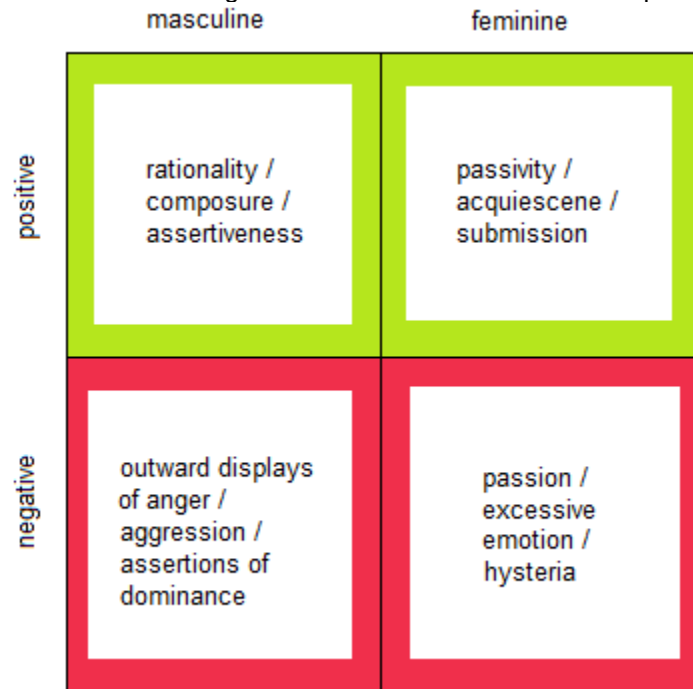 masculine
feminine
positive
rationality /
composure /
assertiveness
passivity /
acquiescene /
submission
negative
outward displays
of anger /
aggression /
assertions of
dominance
passion /
excessive
emotion /
hysteria